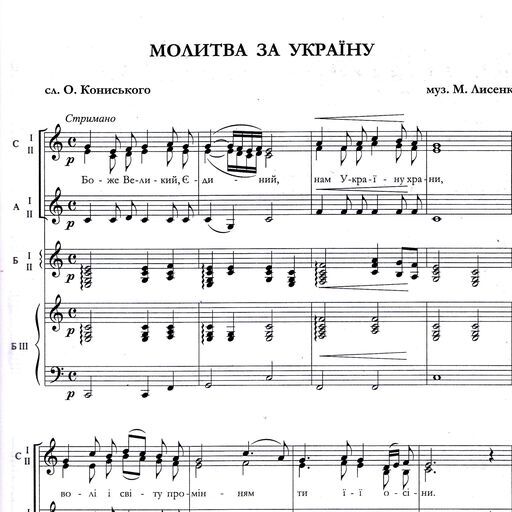 МОЛИТВА ЗА УКРАЇНУ
сл. О. Кониського
муз. М. Лисенк
Стримано
С I II
p
Бо - же Ве-ли-кий, Є - ди - ний, нам У-кра-ї-ну хра-ни,
А I II
p
Б I II
p
Б III
p
С I II
во - лі і сві - ту про - мін - ням ти ї - ї о - сі - ни.